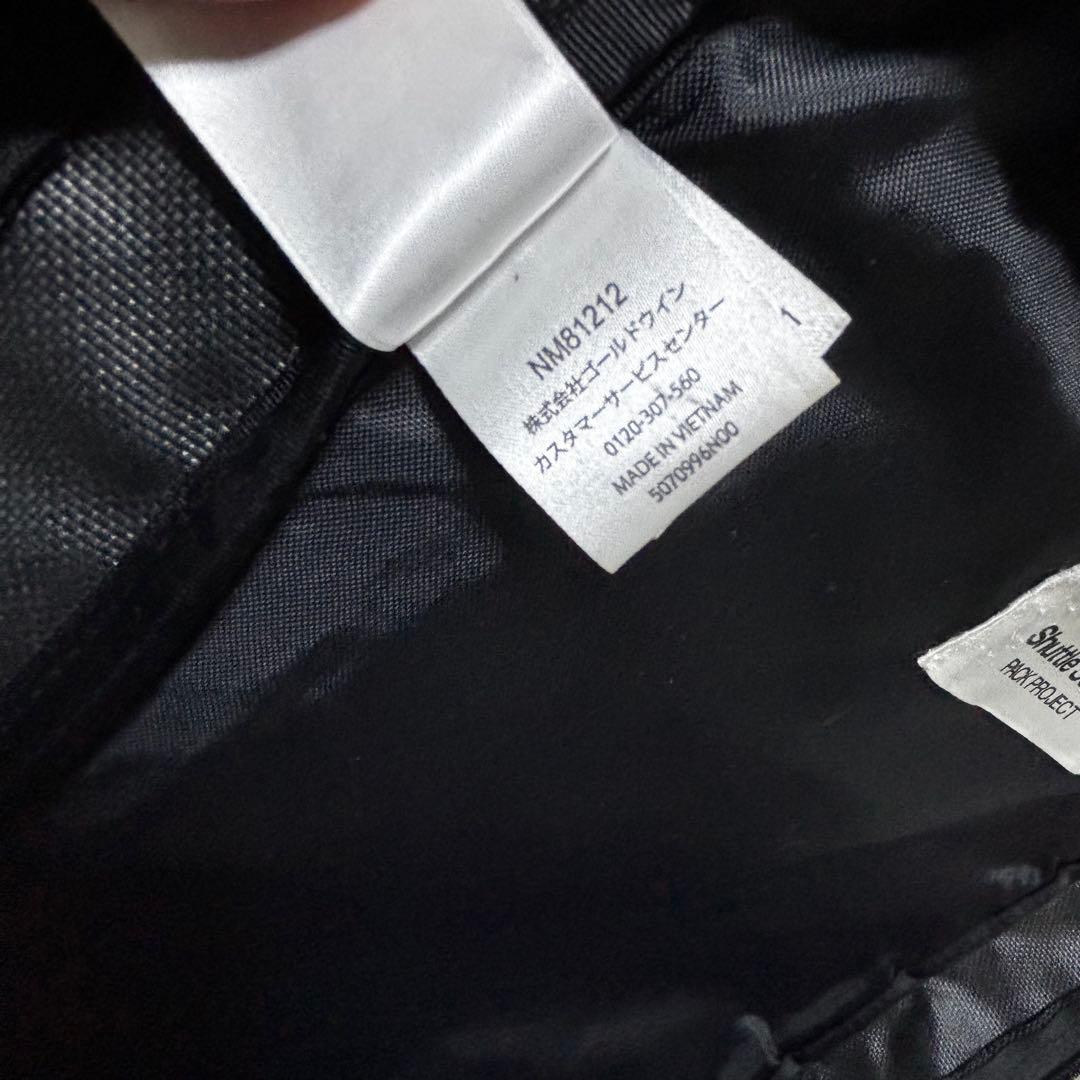 NM81212
株式会社ゴールドウイン
カスタマーサービスセンター
0120-307-560
MADE IN VIETNAM
5070996N00
1
Shuttle
PACK PROJECT